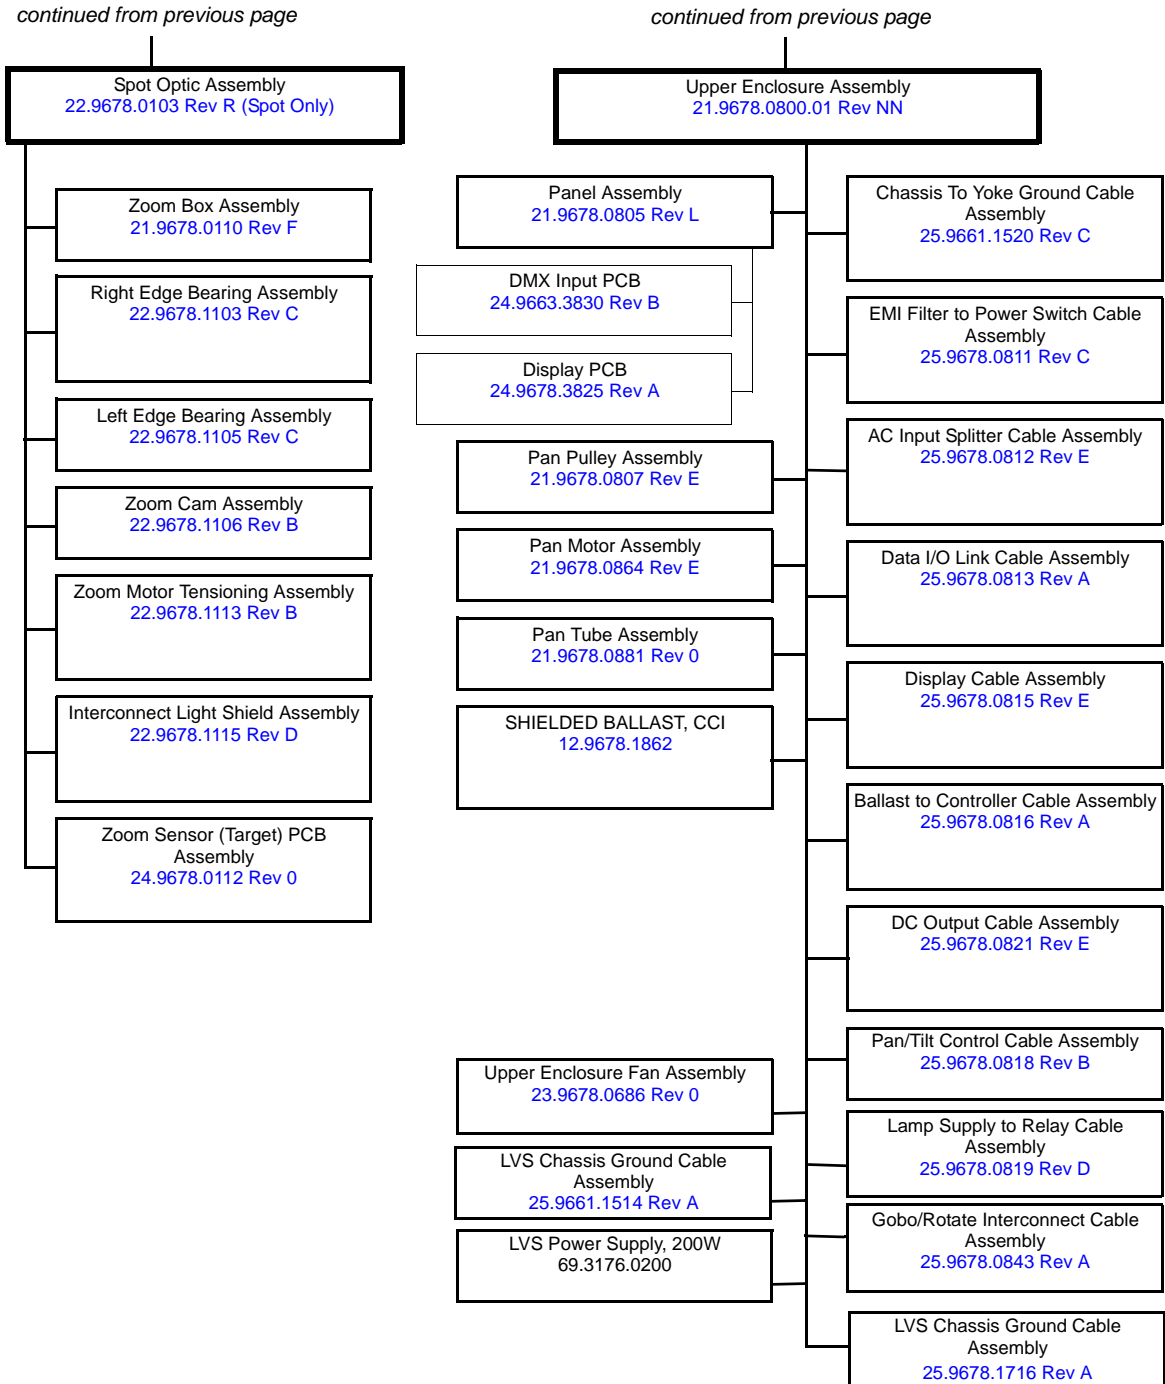 continued from previous page
Spot Optic Assembly
22.9678.0103 Rev R (Spot Only)
Zoom Box Assembly
21.9678.0110 Rev F
Right Edge Bearing Assembly
22.9678.1103 Rev C
Left Edge Bearing Assembly
22.9678.1105 Rev C
Zoom Cam Assembly
22.9678.1106 Rev B
Zoom Motor Tensioning Assembly
22.9678.1113 Rev B
Interconnect Light Shield Assembly
22.9678.1115 Rev D
Zoom Sensor (Target) PCB
Assembly
24.9678.0112 Rev 0
continued from previous page
Upper Enclosure Assembly
21.9678.0800.01 Rev NN
Panel Assembly
21.9678.0805 Rev L
DMX Input PCB
24.9663.3830 Rev B
Display PCB
24.9678.3825 Rev A
Pan Pulley Assembly
21.9678.0807 Rev E
Pan Motor Assembly
21.9678.0864 Rev E
Pan Tube Assembly
21.9678.0881 Rev 0
SHIELDED BALLAST, CCI
12.9678.1862
Upper Enclosure Fan Assembly
23.9678.0686 Rev 0
LVS Chassis Ground Cable
Assembly
25.9661.1514 Rev A
LVS Power Supply, 200W
69.3176.0200
Chassis To Yoke Ground Cable
Assembly
25.9661.1520 Rev C
EMI Filter to Power Switch Cable
Assembly
25.9678.0811 Rev C
AC Input Splitter Cable Assembly
25.9678.0812 Rev E
Data I/O Link Cable Assembly
25.9678.0813 Rev A
Display Cable Assembly
25.9678.0815 Rev E
Ballast to Controller Cable Assembly
25.9678.0816 Rev A
DC Output Cable Assembly
25.9678.0821 Rev E
Pan/Tilt Control Cable Assembly
25.9678.0818 Rev B
Lamp Supply to Relay Cable
Assembly
25.9678.0819 Rev D
Gobo/Rotate Interconnect Cable
Assembly
25.9678.0843 Rev A
LVS Chassis Ground Cable
Assembly
25.9678.1716 Rev A